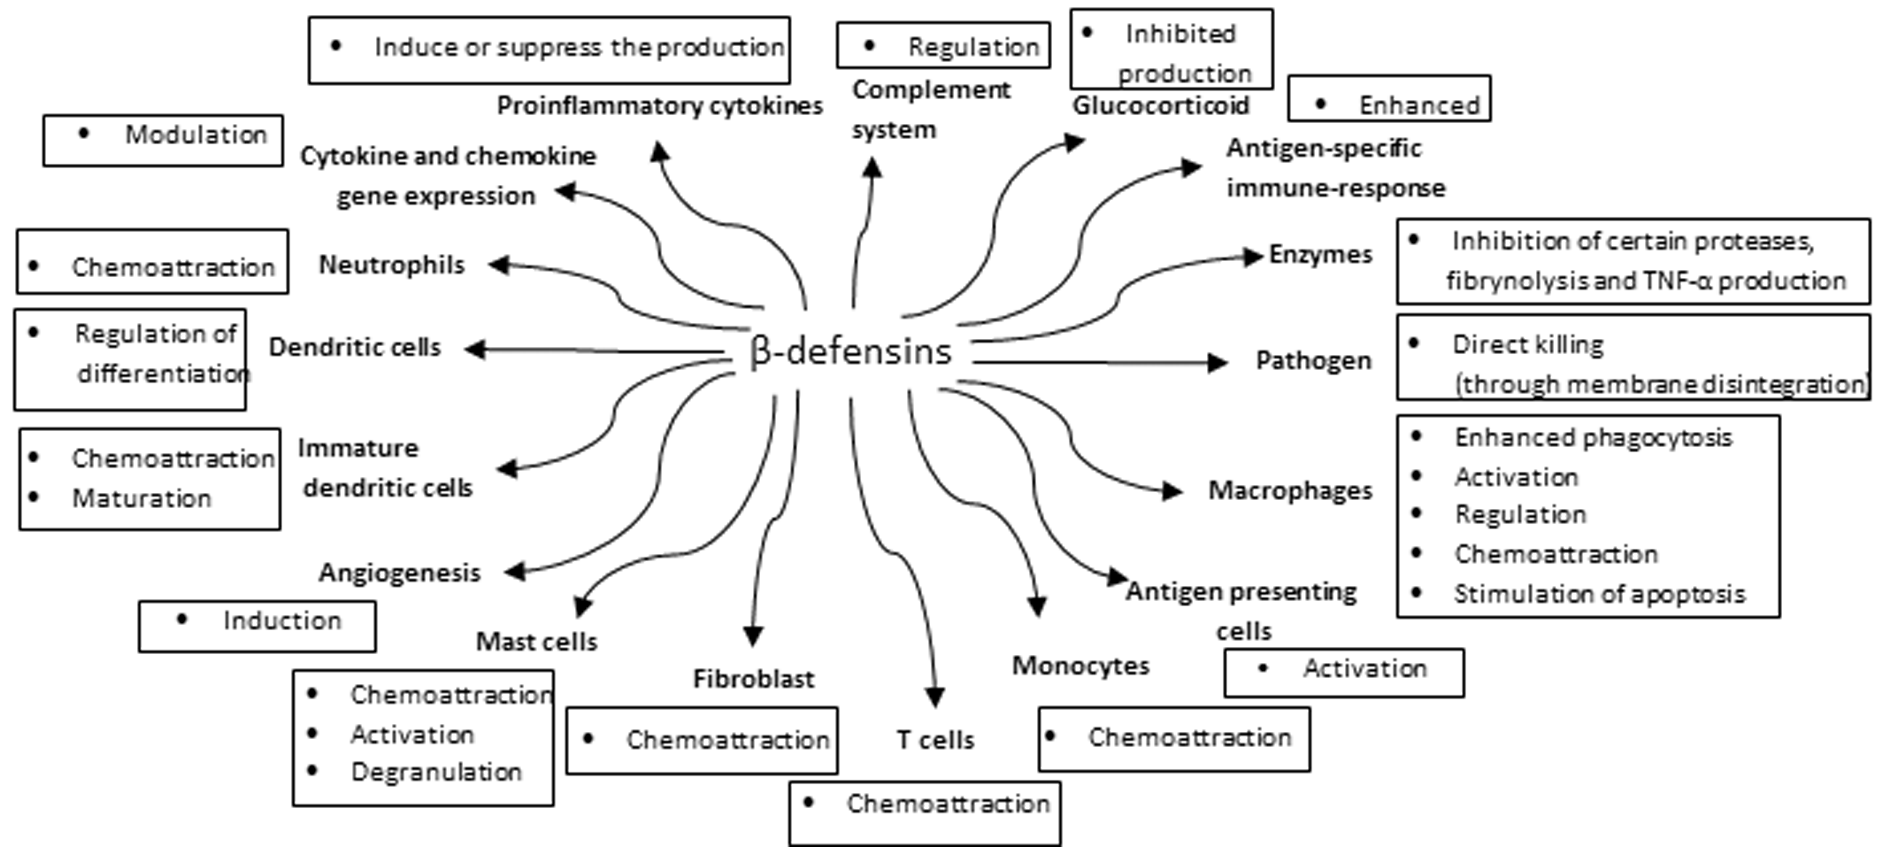 • Induce or suppress the production
Proinflammatory cytokines
• Regulation
Complement
system
• Inhibited
production
Glucocorticoid
• Enhanced
Antigen-specific
immune-response
• Modulation
Cytokine and chemokine
gene expression
• Chemoattraction
Neutrophils
Enzymes
• Inhibition of certain proteases,
fibrynolysis and TNF-α production
• Regulation of
differentiation
Dendritic cells
β-defensins
Pathogen
• Direct killing
(through membrane disintegration)
• Chemoattraction
• Maturation
Immature
dendritic cells
Macrophages
• Enhanced phagocytosis
• Activation
• Regulation
• Chemoattraction
• Stimulation of apoptosis
Angiogenesis
• Induction
Mast cells
• Chemoattraction
• Activation
• Degranulation
Fibroblast
• Chemoattraction
T cells
• Chemoattraction
Monocytes
• Chemoattraction
Antigen presenting
cells
• Activation